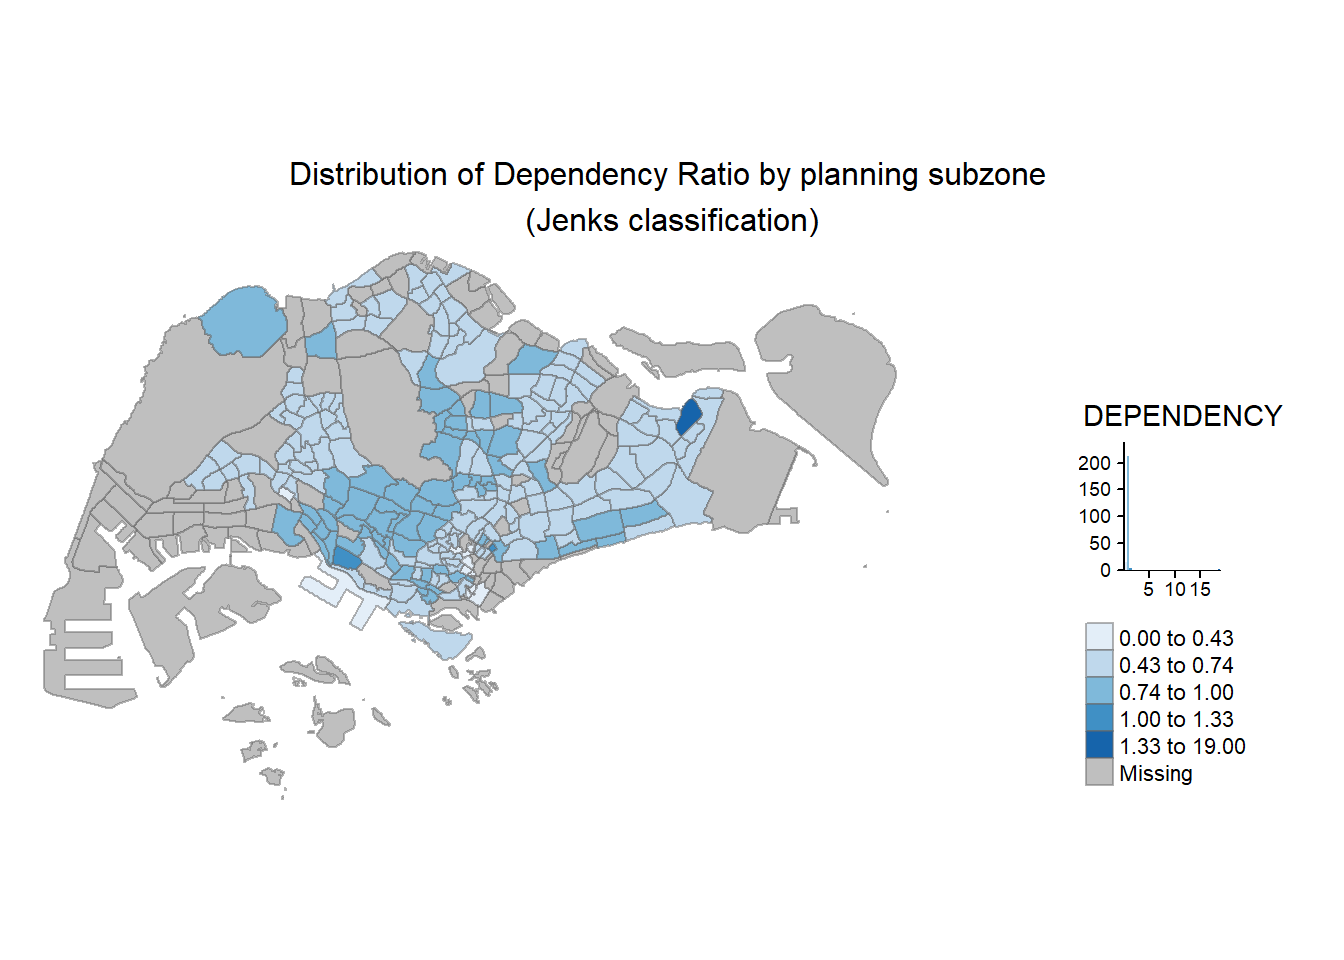 Distribution of Dependency Ratio by planning subzone
(Jenks classification)
DEPENDENCY
200
150
100
50
0
5 10 15
0.00 to 0.43
0.43 to 0.74
0.74 to 1.00
1.00 to 1.33
1.33 to 19.00
Missing